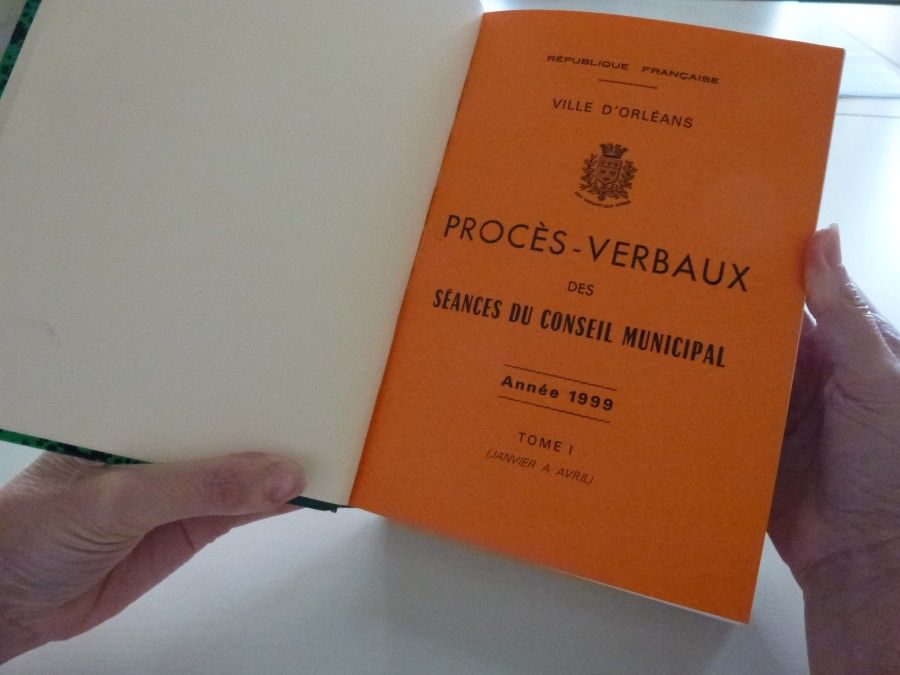 RÉPUBLIQUE FRANÇAISE
VILLE D'ORLÉANS
PROCÈS-VERBAUX
DES
SÉANCES DU CONSEIL MUNICIPAL
Année 1999
TOME I
(JANVIER A AVRIL)